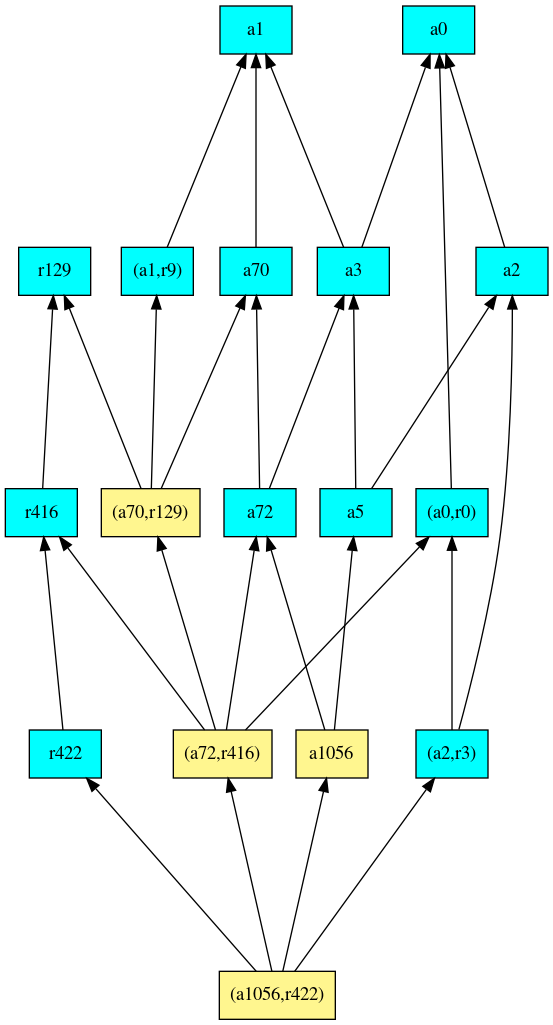 a1
a0
r129
(a1,r9)
a70
a3
a2
r416
(a70,r129)
a72
a5
(a0,r0)
r422
(a72,r416)
a1056
(a2,r3)
(a1056,r422)